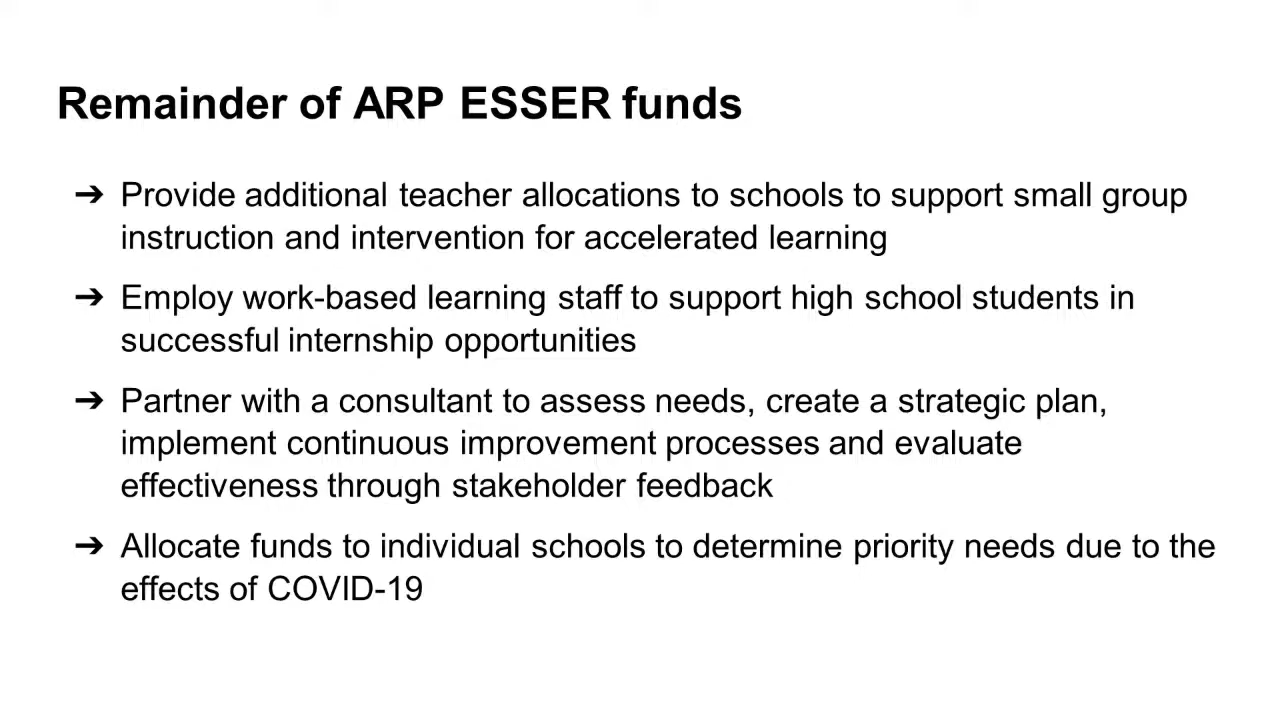 Remainder of ARP ESSER funds
➔ Provide additional teacher allocations to schools to support small group
instruction and intervention for accelerated learning
➔ Employ work-based learning staff to support high school students in
successful internship opportunities
➔ Partner with a consultant to assess needs, create a strategic plan,
implement continuous improvement processes and evaluate
effectiveness through stakeholder feedback
➔ Allocate funds to individual schools to determine priority needs due to the
effects of COVID-19